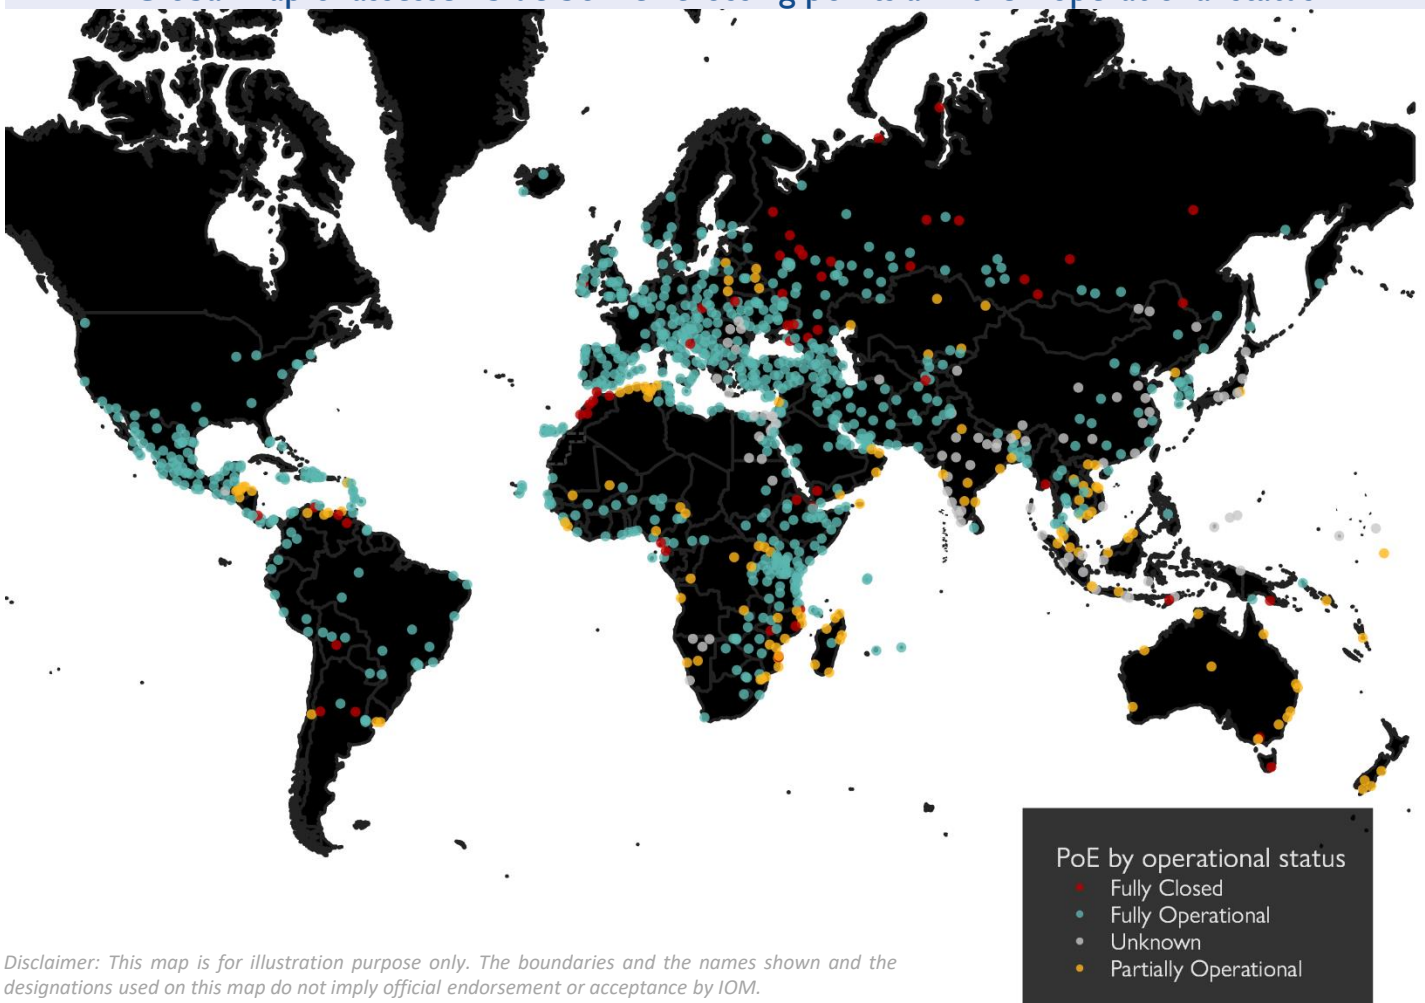 PoE by operational status
Fully Closed
Fully Operational
Unknown
Partially Operational
Disclaimer: This map is for illustration purpose only. The boundaries and the names shown and the
designations used on this map do not imply official endorsement or acceptance by IOM.